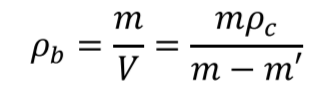 ρ_b = m/V = mρ_c/(m − m′)